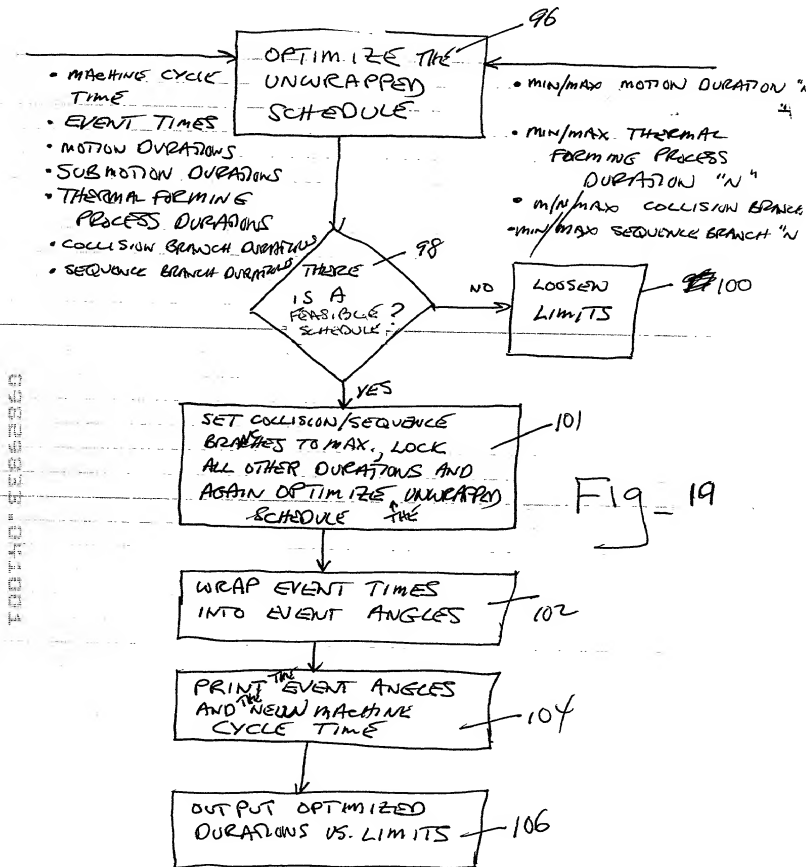 96
OPTIMIZE THE
UNWRAPPED
SCHEDULE
• MACHINE CYCLE
TIME
• EVENT TIMES
• MOTION DURATIONS
• SUBMOTION DURATIONS
• THERMAL FORMING
PROCESS DURATIONS
• COLLISION BRANCH DURATIONS
• SEQUENCE BRANCH DURATIONS
• MIN/MAX MOTION DURATION
• MIN/MAX THERMAL
FORMING PROCESS
DURATION "N"
• MIN/MAX COLLISION BRANCH
• MIN/MAX SEQUENCE BRANCH "N
98
THERE
IS A
FEASIBLE ?
SCHEDULE
NO
LOOSEN
LIMITS
100
YES
SET COLLISION/SEQUENCE
BRANCHES TO MAX., LOCK
ALL OTHER DURATIONS AND
AGAIN OPTIMIZE THE UNWRAPPED
SCHEDULE
101
Fig_19
WRAP EVENT TIMES
INTO EVENT ANGLES
102
PRINT THE EVENT ANGLES
AND THE NEW MACHINE
CYCLE TIME
104
OUTPUT OPTIMIZED
DURATIONS VS. LIMITS
106